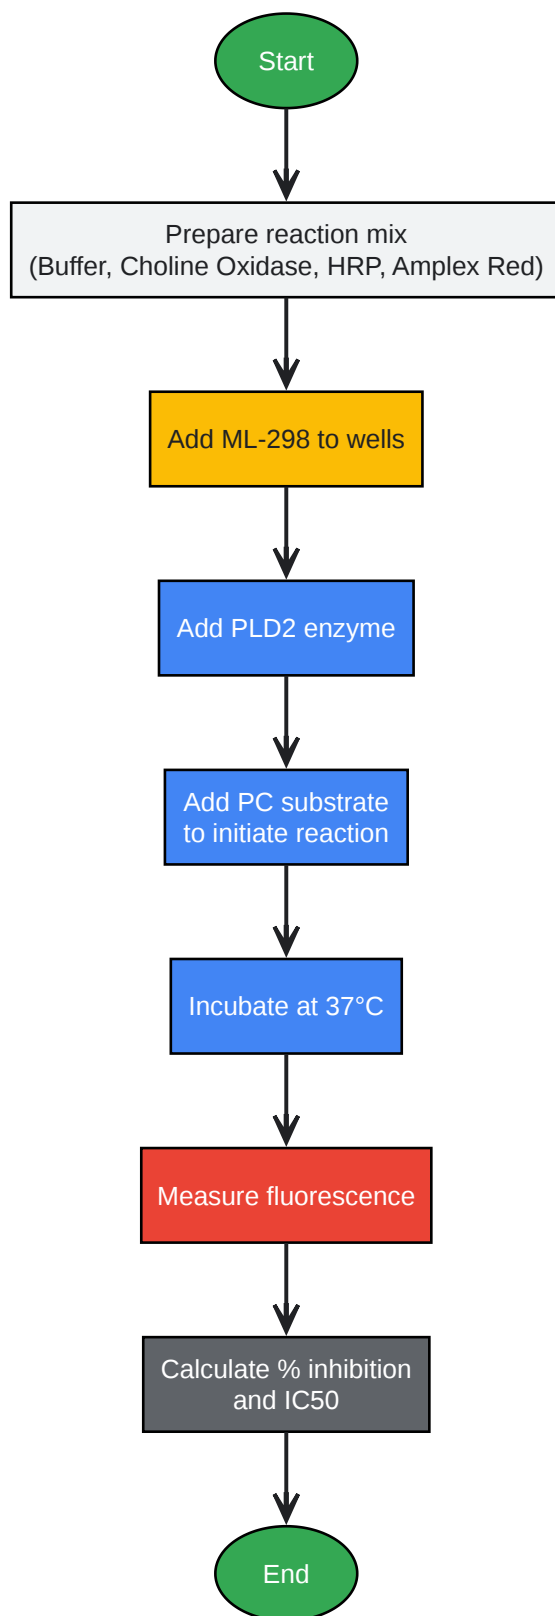 Start
Prepare reaction mix
(Buffer, Choline Oxidase, HRP, Amplex Red)
Add ML-298 to wells
Add PLD2 enzyme
Add PC substrate
to initiate reaction
Incubate at 37°C
Measure fluorescence
Calculate % inhibition
and IC50
End